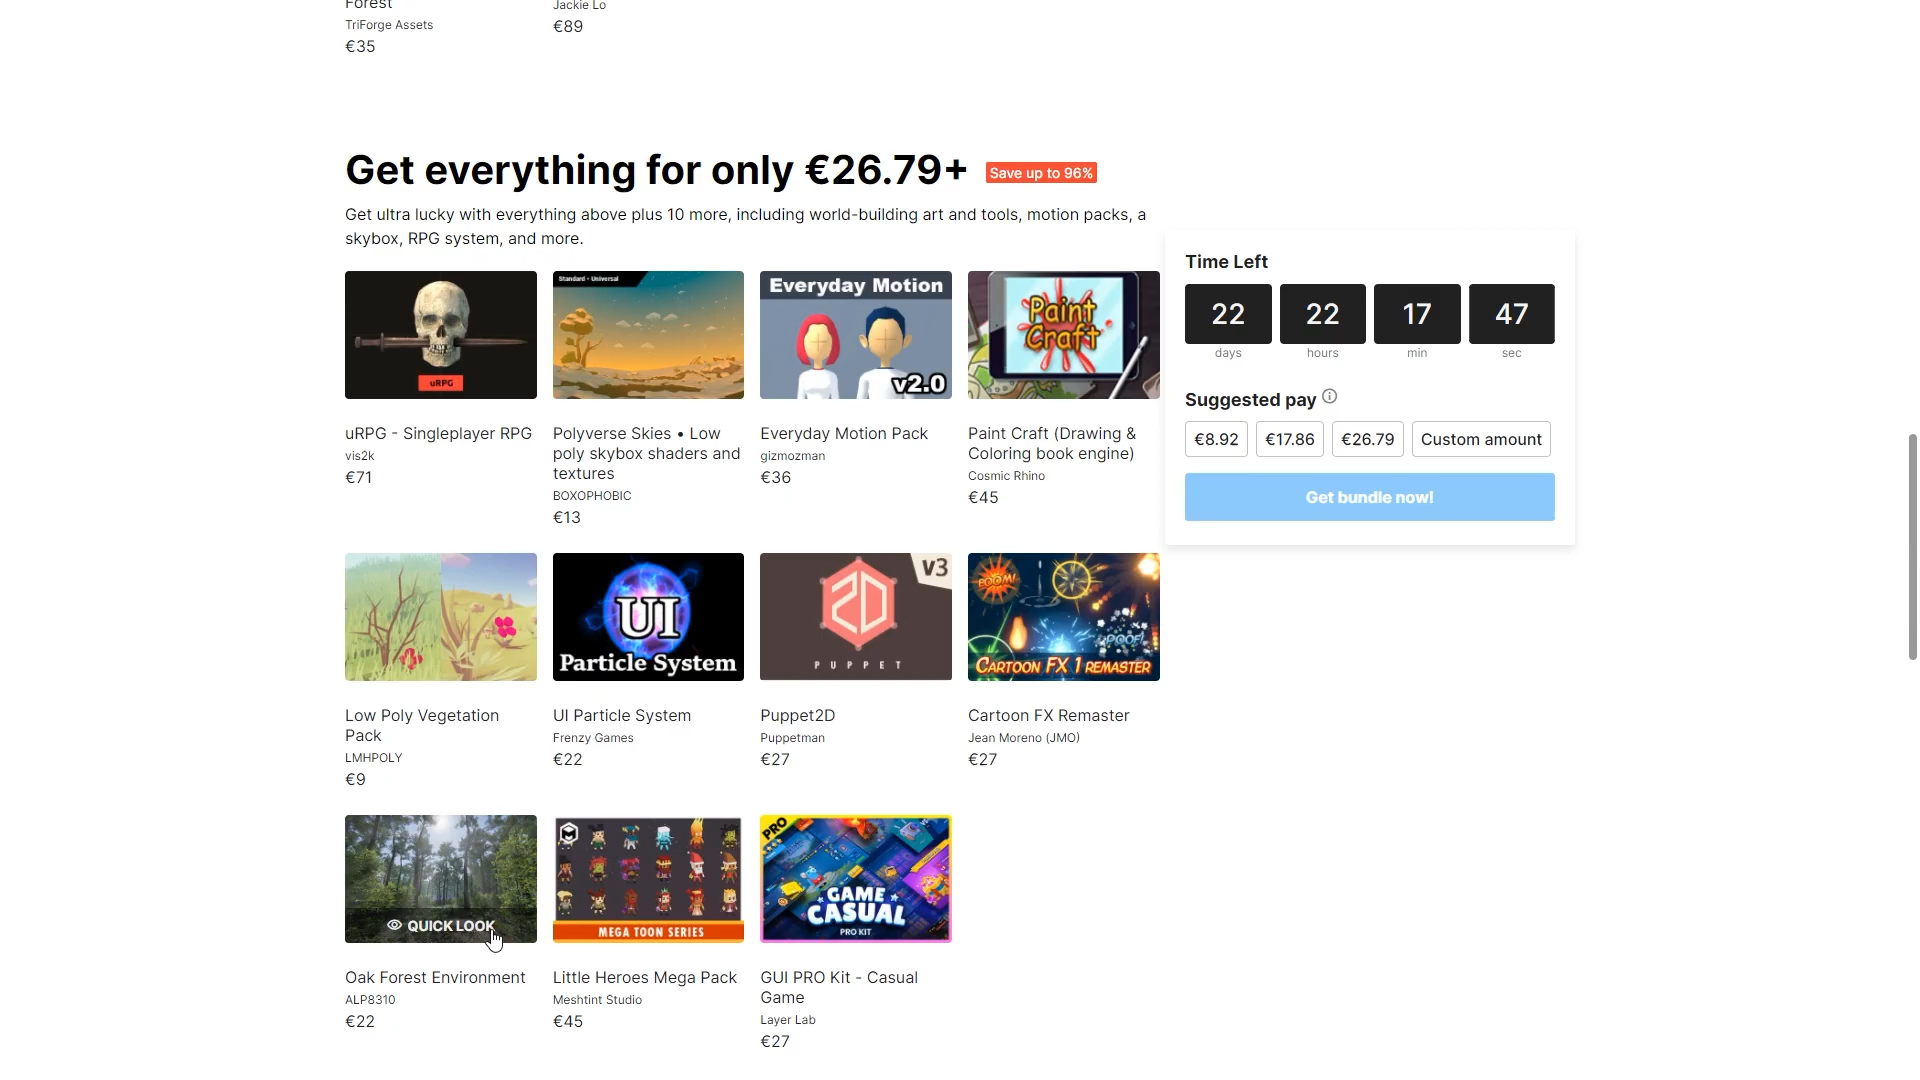 Forest
TriForge Assets
€35
Jackie Lo
€89
Get everything for only €26.79+
Save up to 96%
Get ultra lucky with everything above plus 10 more, including world-building art and tools, motion packs, a
skybox, RPG system, and more.
uRPG
Standard • Universal
Everyday Motion
v2.0
Paint
Craft
uRPG - Singleplayer RPG
vis2k
€71
Polyverse Skies • Low
poly skybox shaders and
textures
BOXOPHOBIC
€13
Everyday Motion Pack
gizmozman
€36
Paint Craft (Drawing &
Coloring book engine)
Cosmic Rhino
€45
Time Left
22 22 17 47
days hours min sec
Suggested pay
€8.92 €17.86 €26.79 Custom amount
Get bundle now!
UI
Particle System
V3
2D
PUPPET
BOOM!
POOF!
CARTOON FX 1 REMASTER
Low Poly Vegetation
Pack
LMHPOLY
€9
UI Particle System
Frenzy Games
€22
Puppet2D
Puppetman
€27
Cartoon FX Remaster
Jean Moreno (JMO)
€27
QUICK LOOK
MEGA TOON SERIES
PRO
GAME
CASUAL
PRO KIT
Oak Forest Environment
ALP8310
€22
Little Heroes Mega Pack
Meshtint Studio
€45
GUI PRO Kit - Casual
Game
Layer Lab
€27